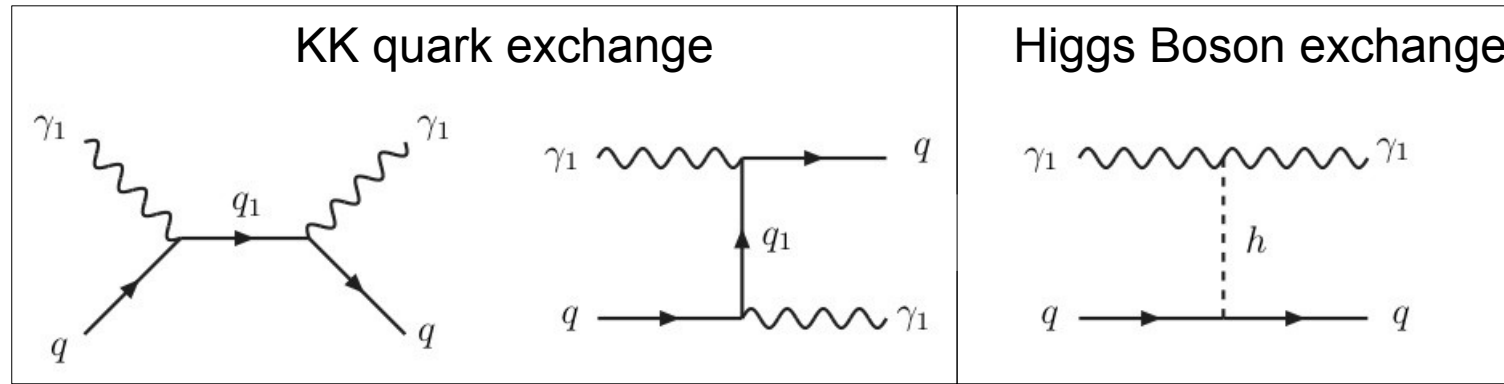 KK quark exchange
Higgs Boson exchange
γ₁ γ₁ γ₁ q γ₁ γ₁
q₁ q₁ h
q q q γ₁ q q